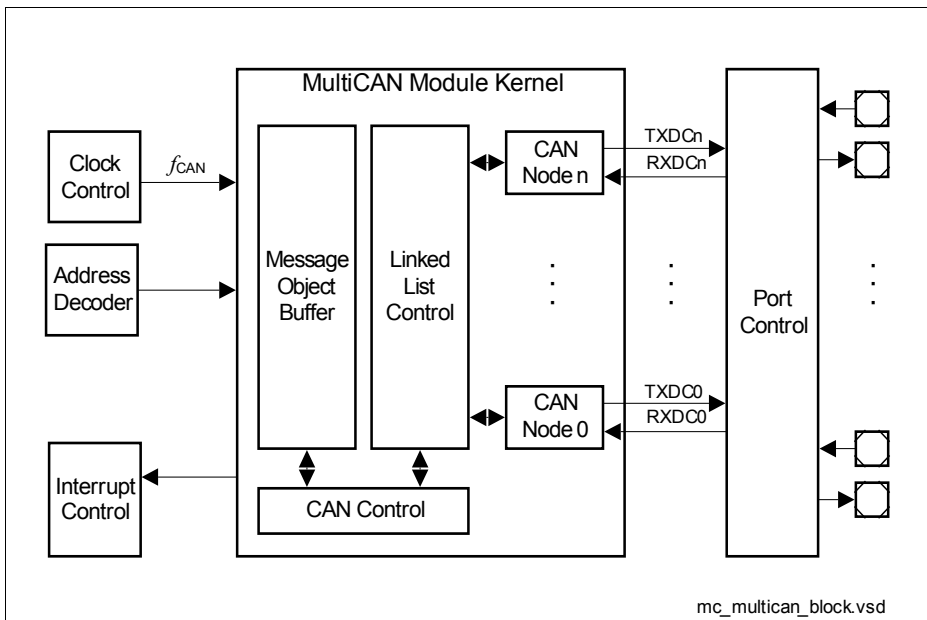 MultiCAN Module Kernel
Clock
Control
fCAN
Address
Decoder
Interrupt
Control
Message
Object
Buffer
Linked
List
Control
CAN
Node n
CAN
Node 0
CAN Control
TXDCn
RXDCn
TXDC0
RXDC0
Port
Control
mc_multican_block.vsd